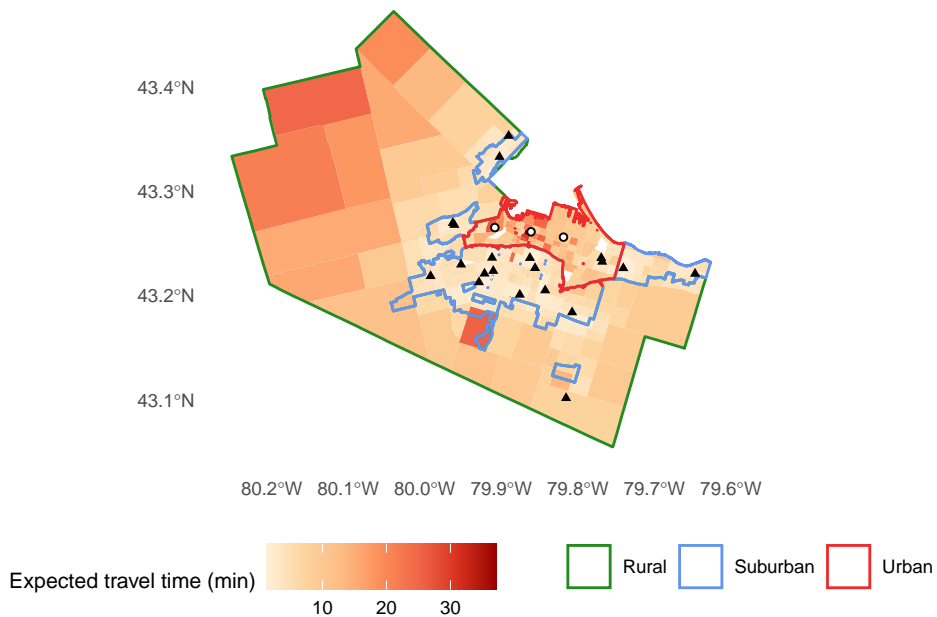 43.4°N
43.3°N
43.2°N
43.1°N
80.2°W 80.1°W 80.0°W 79.9°W 79.8°W 79.7°W 79.6°W
Expected travel time (min)
10 20 30
Rural Suburban Urban